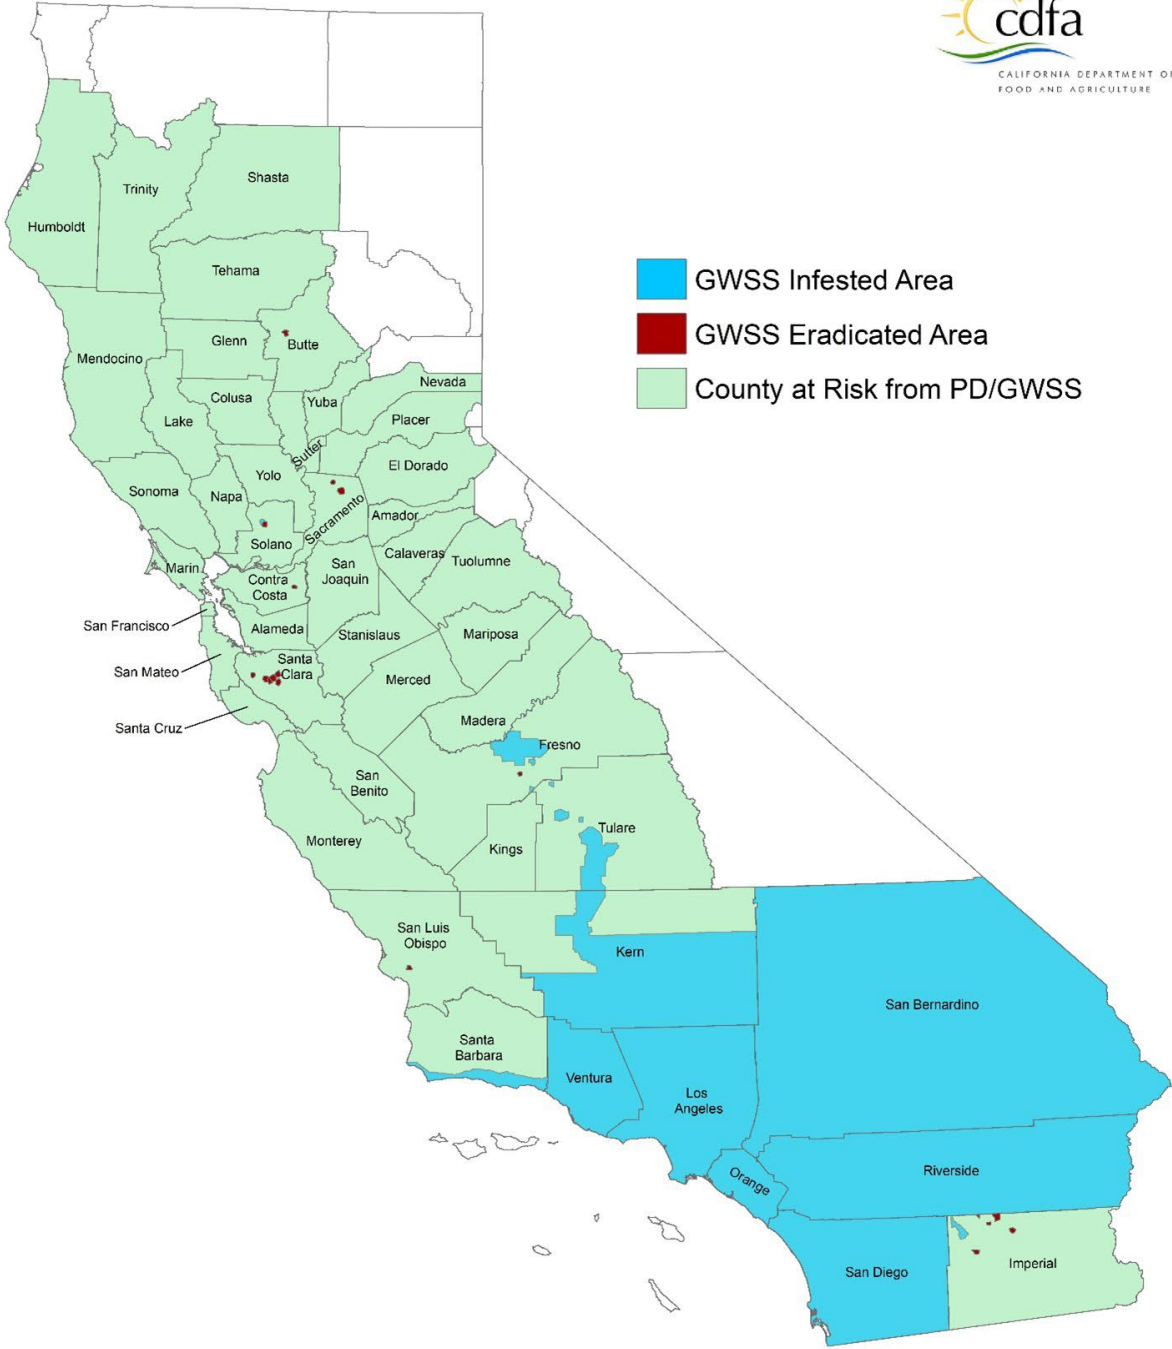 cdfa
CALIFORNIA DEPARTMENT OF
FOOD AND AGRICULTURE
GWSS Infested Area
GWSS Eradicated Area
County at Risk from PD/GWSS
Shasta
Trinity
Humboldt
Tehama
Glenn
Butte
Mendocino
Nevada
Colusa
Yuba
Lake
Placer
Sutter
El Dorado
Yolo
Sonoma
Napa
Sacramento
Amador
Solano
Calaveras
Tuolumne
Marin
San
Joaquin
Contra
Costa
San Francisco
Alameda
Stanislaus
Mariposa
San Mateo
Santa
Clara
Merced
Santa Cruz
Madera
Fresno
San
Benito
Monterey
Kings
Tulare
San Luis
Obispo
Kern
San Bernardino
Santa
Barbara
Ventura
Los
Angeles
Orange
Riverside
San Diego
Imperial